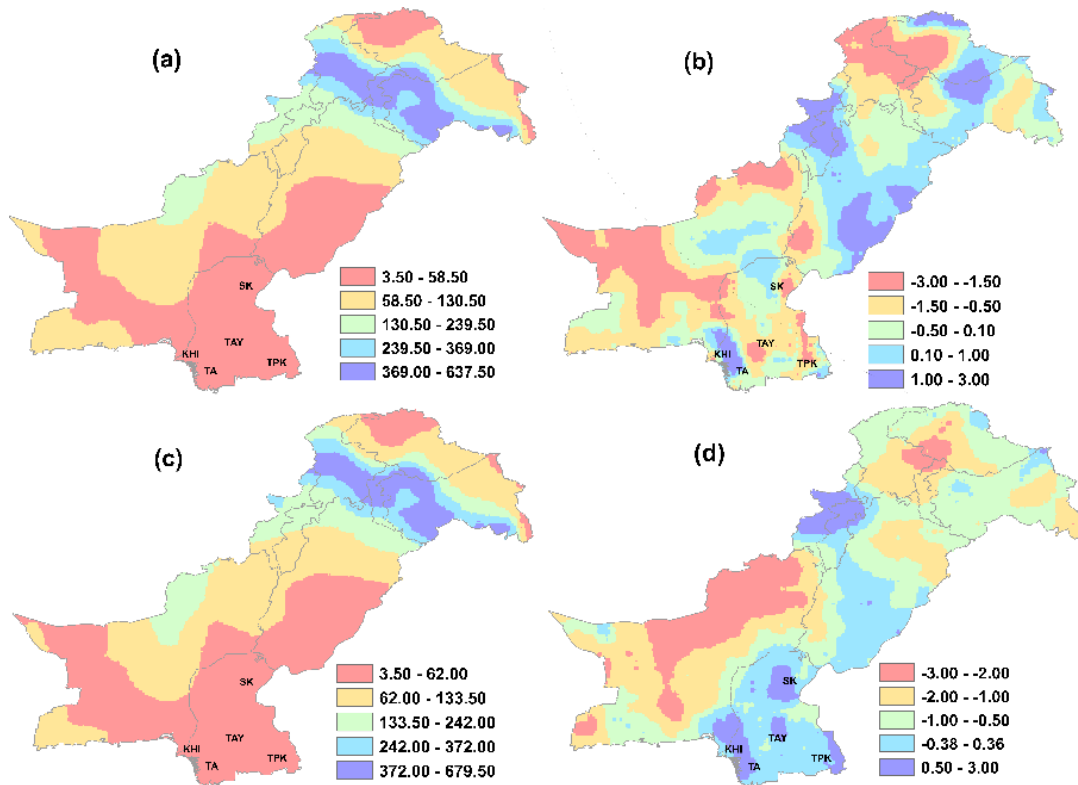 (a)
SK
TAY
KHI
TA
TPK
3.50 - 58.50
58.50 - 130.50
130.50 - 239.50
239.50 - 369.00
369.00 - 637.50
(b)
SK
TAY
KHI
TA
TPK
-3.00 - -1.50
-1.50 - -0.50
-0.50 - 0.10
0.10 - 1.00
1.00 - 3.00
(c)
SK
TAY
KHI
TA
TPK
3.50 - 62.00
62.00 - 133.50
133.50 - 242.00
242.00 - 372.00
372.00 - 679.50
(d)
SK
TAY
KHI
TA
TPK
-3.00 - -2.00
-2.00 - -1.00
-1.00 - -0.50
-0.38 - 0.36
0.50 - 3.00